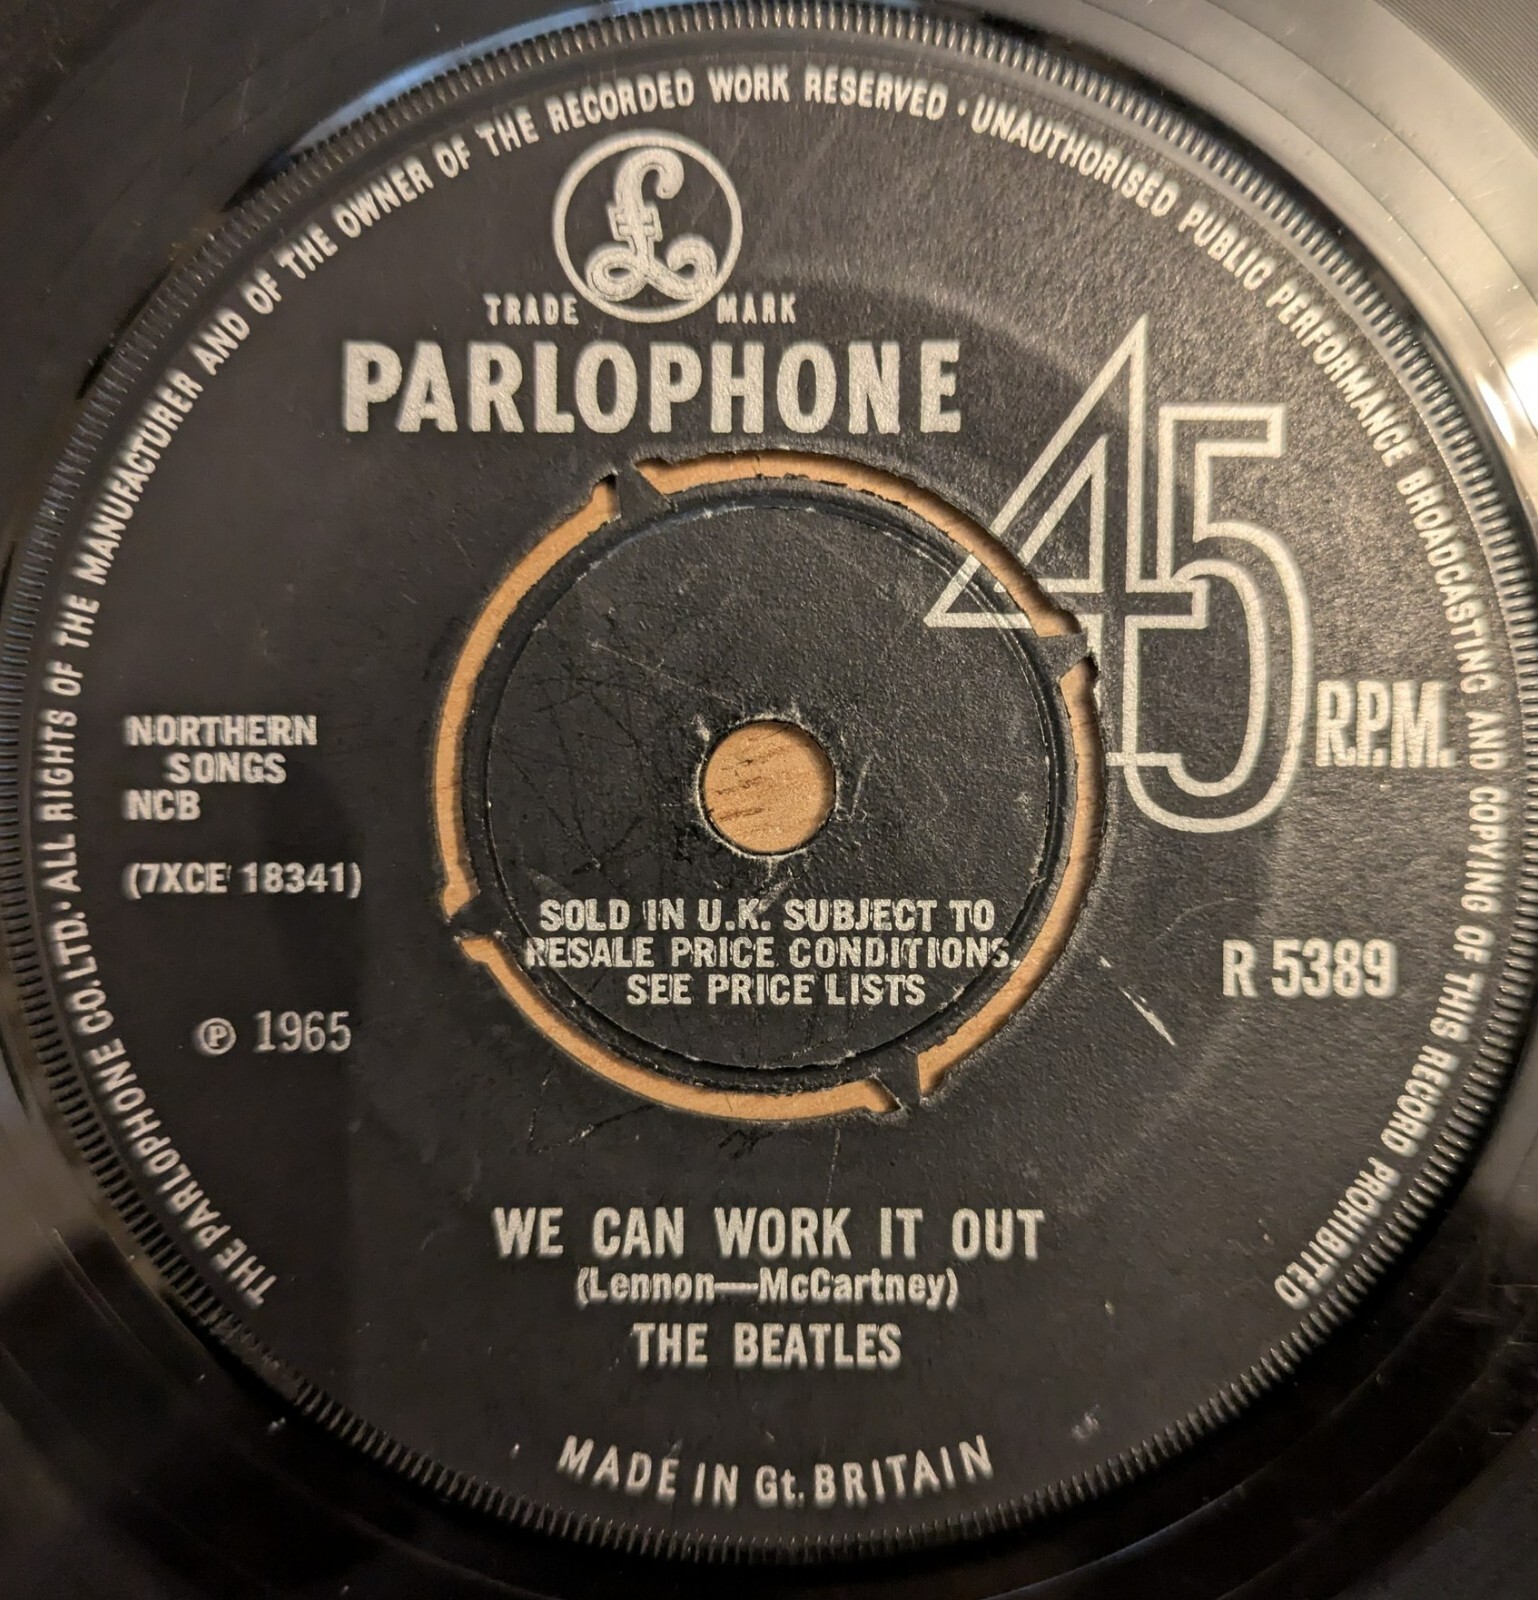 THE PARLOPHONE CO. LTD. · ALL RIGHTS OF THE MANUFACTURER AND OF THE OWNER OF THE RECORDED WORK RESERVED · UNAUTHORISED PUBLIC PERFORMANCE BROADCASTING AND COPYING OF THIS RECORD PROHIBITED
£
TRADE MARK
PARLOPHONE
45
R.P.M.
NORTHERN
SONGS
NCB
(7XCE 18341)
℗ 1965
SOLD IN U.K. SUBJECT TO
RESALE PRICE CONDITIONS.
SEE PRICE LISTS
R 5389
WE CAN WORK IT OUT
(Lennon—McCartney)
THE BEATLES
MADE IN Gt. BRITAIN